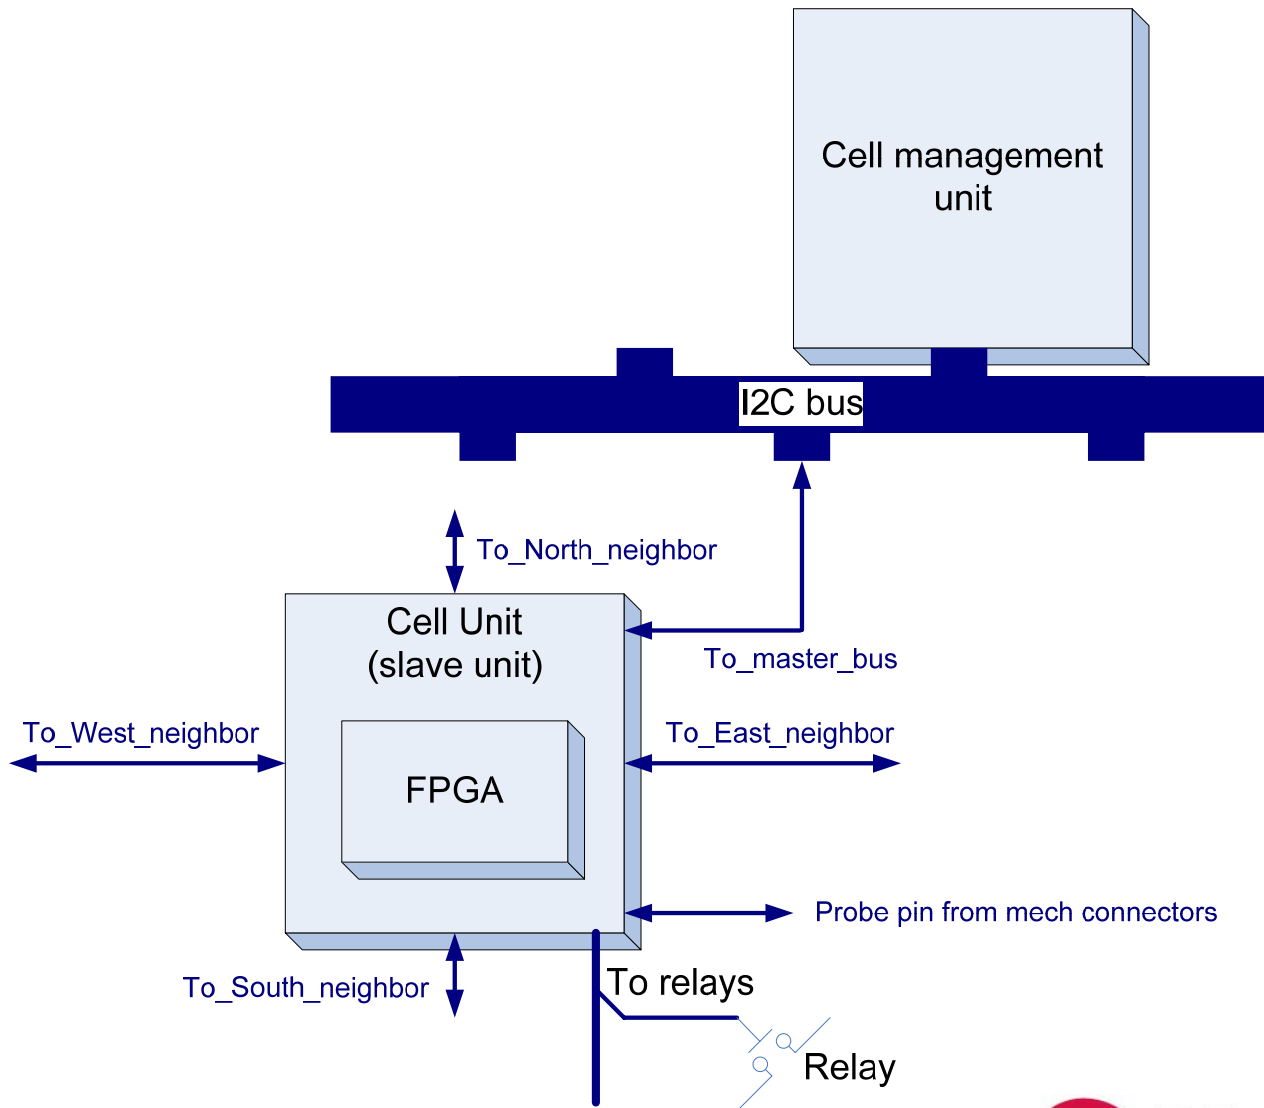 Cell management
unit
I2C bus
To_North_neighbor
Cell Unit
(slave unit)
To_master_bus
To_West_neighbor
To_East_neighbor
FPGA
Probe pin from mech connectors
To_South_neighbor
To relays
Relay